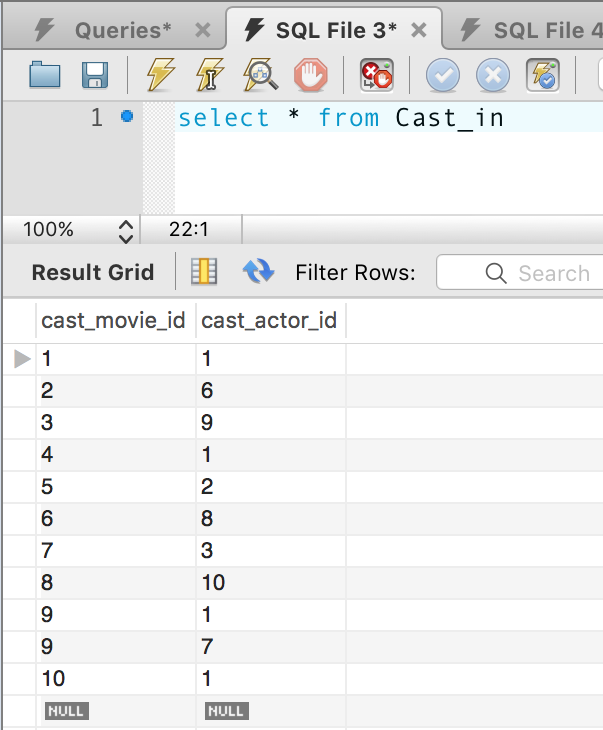 Queries* SQL File 3* SQL File 4
1 select * from Cast_in
100% 22:1
Result Grid Filter Rows: Search
cast_movie_id cast_actor_id
1 1
2 6
3 9
4 1
5 2
6 8
7 3
8 10
9 1
9 7
10 1
NULL NULL